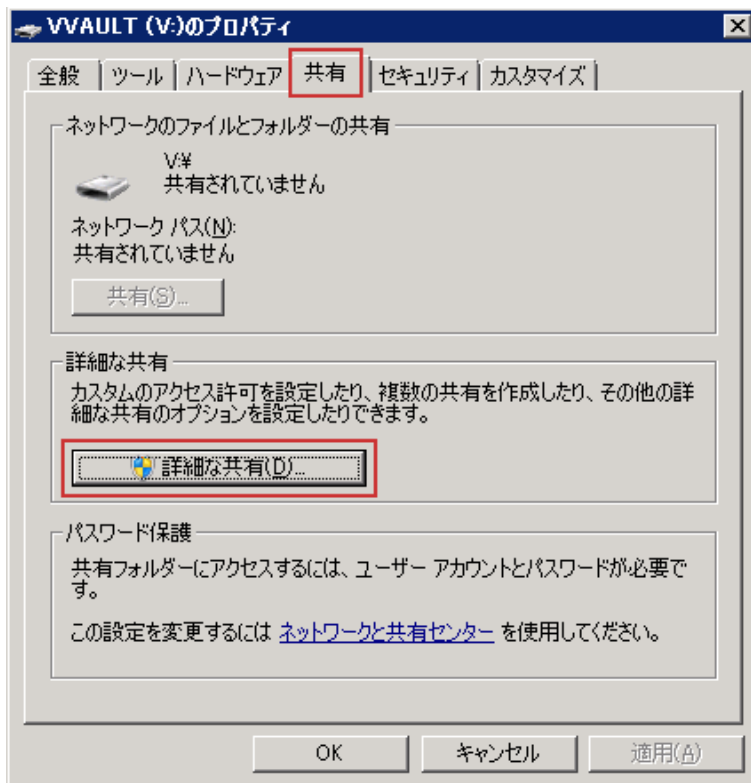 VVAULT (V:)のプロパティ
全般 ツール ハードウェア 共有 セキュリティ カスタマイズ
ネットワークのファイルとフォルダーの共有
V:¥
共有されていません
ネットワーク パス(N):
共有されていません
共有(S)...
詳細な共有
カスタムのアクセス許可を設定したり、複数の共有を作成したり、その他の詳
細な共有のオプションを設定したりできます。
詳細な共有(D)...
パスワード保護
共有フォルダーにアクセスするには、ユーザー アカウントとパスワードが必要で
す。
この設定を変更するには ネットワークと共有センター を使用してください。
OK キャンセル 適用(A)